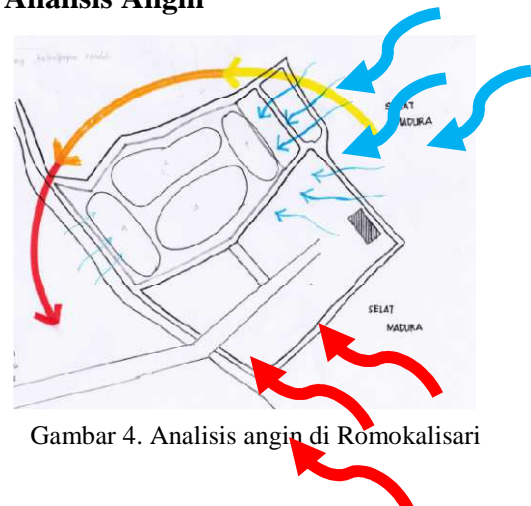 Analisis Angin
SELAT
MADURA
SELAT
MADURA
Gambar 4. Analisis angin di Romokalisari